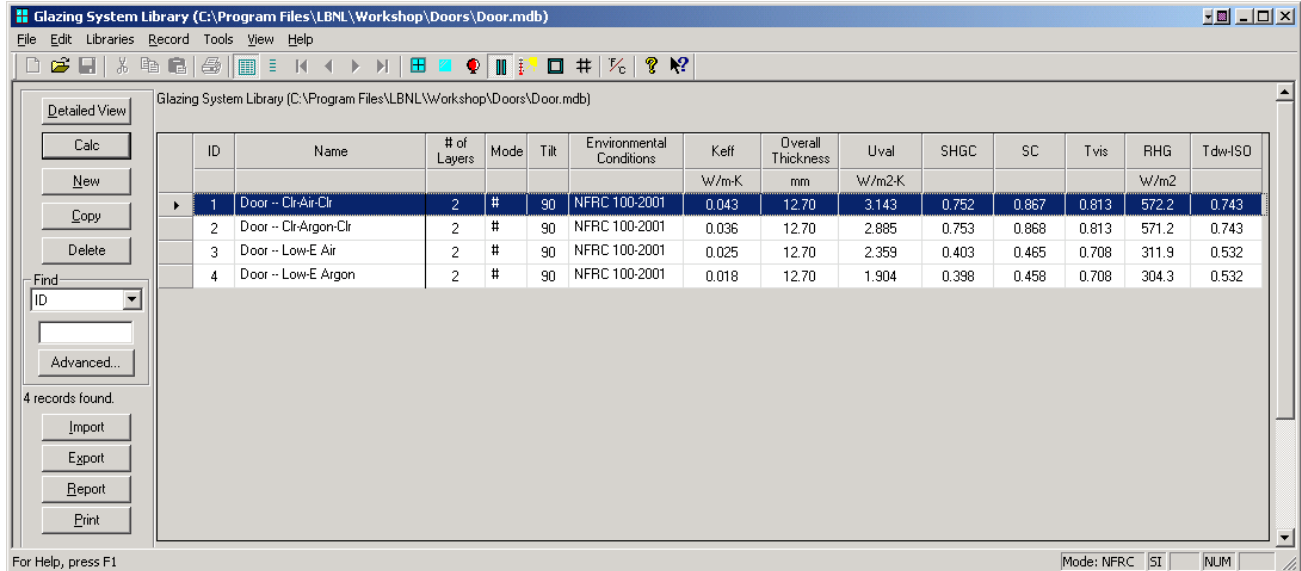 Glazing System Library (C:\Program Files\LBNL\Workshop\Doors\Door.mdb)
File Edit Libraries Record Tools View Help
Detailed View
Calc
New
Copy
Delete
Find
ID
Advanced...
4 records found.
Import
Export
Report
Print
Glazing System Library (C:\Program Files\LBNL\Workshop\Doors\Door.mdb)
ID Name # of Layers Mode Tilt Environmental Conditions Keff Overall Thickness Uval SHGC SC Tvis RHG Tdw-ISO
W/m-K mm W/m2-K W/m2
1 Door -- Clr-Air-Clr 2 # 90 NFRC 100-2001 0.043 12.70 3.143 0.752 0.867 0.813 572.2 0.743
2 Door -- Clr-Argon-Clr 2 # 90 NFRC 100-2001 0.036 12.70 2.885 0.753 0.868 0.813 571.2 0.743
3 Door -- Low-E Air 2 # 90 NFRC 100-2001 0.025 12.70 2.359 0.403 0.465 0.708 311.9 0.532
4 Door -- Low-E Argon 2 # 90 NFRC 100-2001 0.018 12.70 1.904 0.398 0.458 0.708 304.3 0.532
For Help, press F1 Mode: NFRC SI NUM